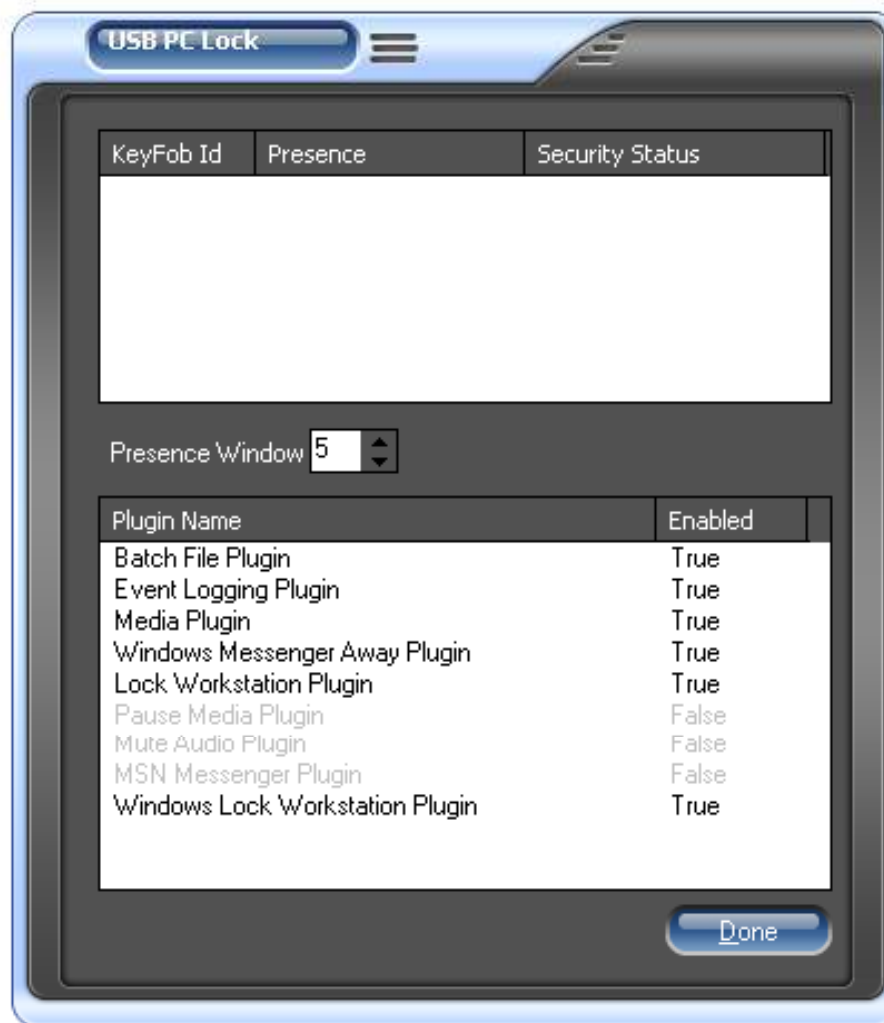 USB PC Lock
KeyFob Id Presence Security Status
Presence Window 5
Plugin Name Enabled
Batch File Plugin True
Event Logging Plugin True
Media Plugin True
Windows Messenger Away Plugin True
Lock Workstation Plugin True
Pause Media Plugin False
Mute Audio Plugin False
MSN Messenger Plugin False
Windows Lock Workstation Plugin True
Done